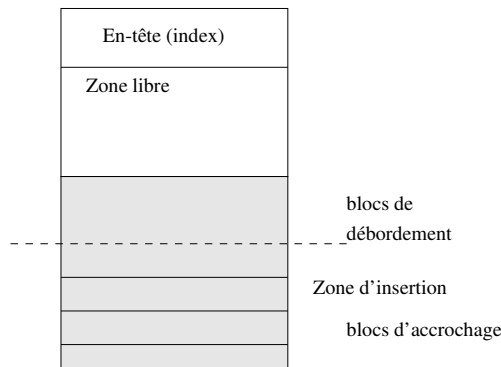 En-tête (index)
Zone libre
blocs de
débordement
Zone d'insertion
blocs d'accrochage